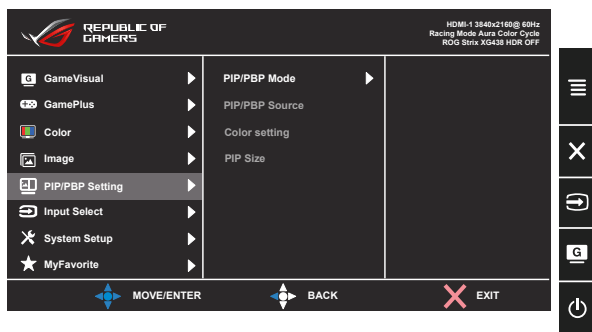 REPUBLIC OF
GAMERS
HDMI-1 3840x2160@ 60Hz
Racing Mode Aura Color Cycle
ROG Strix XG438 HDR OFF
G GameVisual
GamePlus
Color
Image
PIP/PBP Setting
Input Select
System Setup
MyFavorite
PIP/PBP Mode
PIP/PBP Source
Color setting
PIP Size
MOVE/ENTER
BACK
EXIT
G